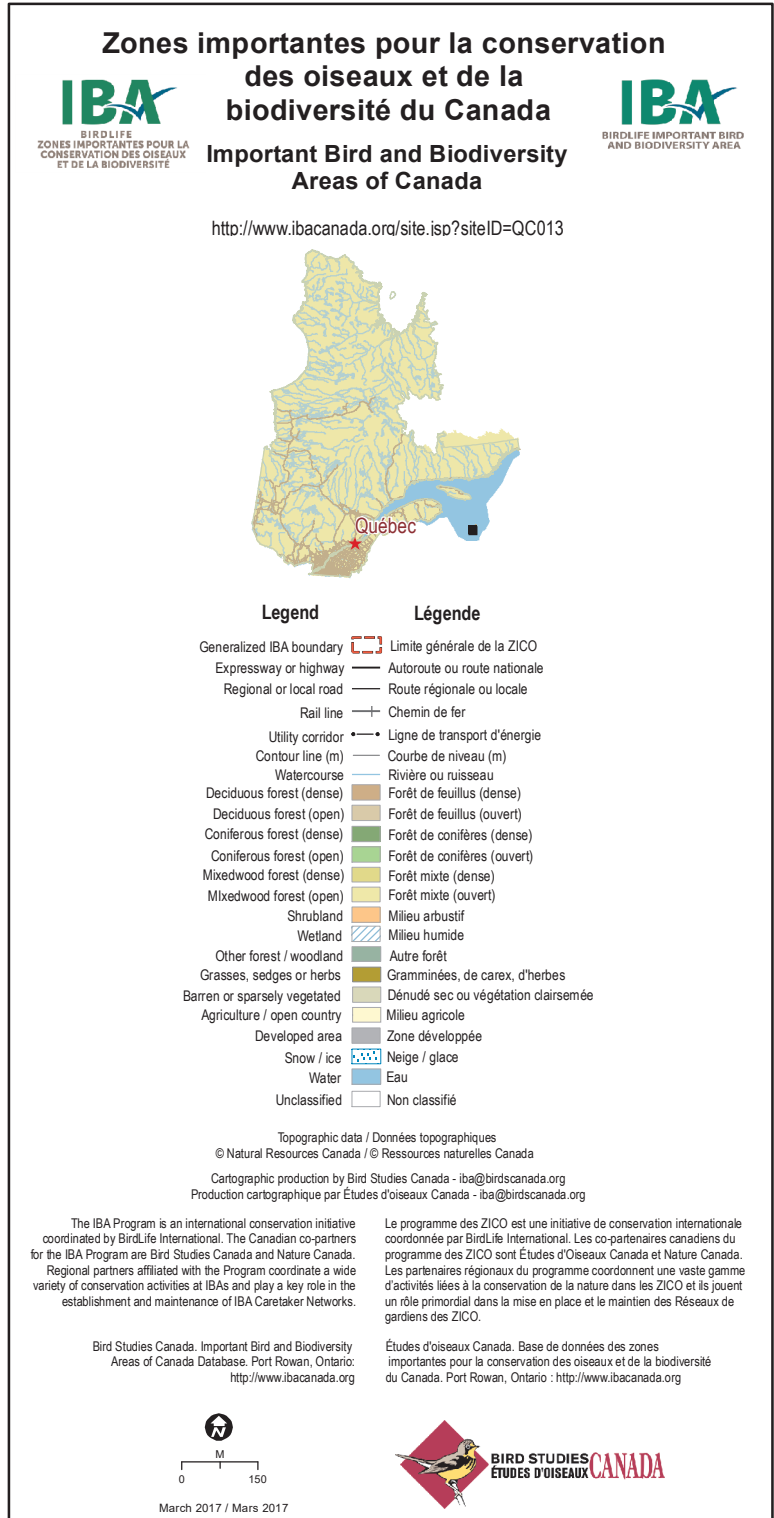 Zones importantes pour la conservation
des oiseaux et de la
biodiversité du Canada
IBA
BIRDLIFE
ZONES IMPORTANTES POUR LA
CONSERVATION DES OISEAUX
ET DE LA BIODIVERSITÉ
IBA
BIRDLIFE IMPORTANT BIRD
AND BIODIVERSITY AREA
Important Bird and Biodiversity
Areas of Canada
http://www.ibacanada.org/site.jsp?siteID=QC013
Québec
Legend Légende
Generalized IBA boundary Limite générale de la ZICO
Expressway or highway Autoroute ou route nationale
Regional or local road Route régionale ou locale
Rail line Chemin de fer
Utility corridor Ligne de transport d'énergie
Contour line (m) Courbe de niveau (m)
Watercourse Rivière ou ruisseau
Deciduous forest (dense) Forêt de feuillus (dense)
Deciduous forest (open) Forêt de feuillus (ouvert)
Coniferous forest (dense) Forêt de conifères (dense)
Coniferous forest (open) Forêt de conifères (ouvert)
Mixedwood forest (dense) Forêt mixte (dense)
MIxedwood forest (open) Forêt mixte (ouvert)
Shrubland Milieu arbustif
Wetland Milieu humide
Other forest / woodland Autre forêt
Grasses, sedges or herbs Gramminées, de carex, d'herbes
Barren or sparsely vegetated Dénudé sec ou végétation clairsemée
Agriculture / open country Milieu agricole
Developed area Zone développée
Snow / ice Neige / glace
Water Eau
Unclassified Non classifié
Topographic data / Données topographiques
© Natural Resources Canada / © Ressources naturelles Canada
Cartographic production by Bird Studies Canada - iba@birdscanada.org
Production cartographique par Études d'oiseaux Canada - iba@birdscanada.org
The IBA Program is an international conservation initiative
coordinated by BirdLife International. The Canadian co-partners
for the IBA Program are Bird Studies Canada and Nature Canada.
Regional partners affiliated with the Program coordinate a wide
variety of conservation activities at IBAs and play a key role in the
establishment and maintenance of IBA Caretaker Networks.
Le programme des ZICO est une initiative de conservation internationale
coordonnée par BirdLife International. Les co-partenaires canadiens du
programme des ZICO sont Études d'Oiseaux Canada et Nature Canada.
Les partenaires régionaux du programme coordonnent une vaste gamme
d'activités liées à la conservation de la nature dans les ZICO et ils jouent
un rôle primordial dans la mise en place et le maintien des Réseaux de
gardiens des ZICO.
Bird Studies Canada. Important Bird and Biodiversity
Areas of Canada Database. Port Rowan, Ontario:
http://www.ibacanada.org
Études d'oiseaux Canada. Base de données des zones
importantes pour la conservation des oiseaux et de la biodiversité
du Canada. Port Rowan, Ontario : http://www.ibacanada.org
N
M
0 150
March 2017 / Mars 2017
BIRD STUDIES
ÉTUDES D'OISEAUX CANADA